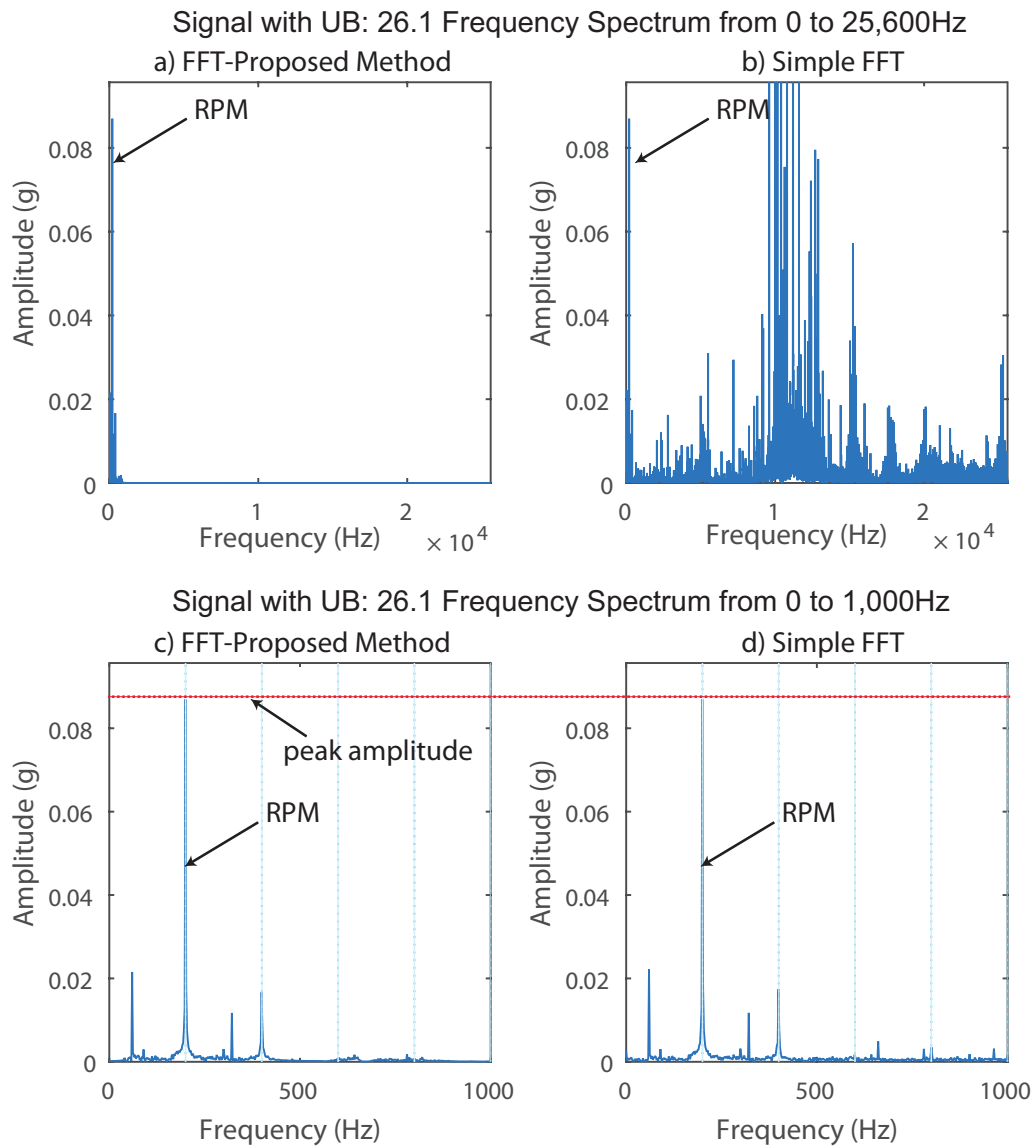 Signal with UB: 26.1 Frequency Spectrum from 0 to 25,600Hz
a) FFT-Proposed Method
b) Simple FFT
RPM
RPM
0.08
0.06
0.04
0.02
0
Amplitude (g)
0
1
2
Frequency (Hz)
× 10^4
0.08
0.06
0.04
0.02
0
Amplitude (g)
0
1
2
Frequency (Hz)
× 10^4
Signal with UB: 26.1 Frequency Spectrum from 0 to 1,000Hz
c) FFT-Proposed Method
d) Simple FFT
peak amplitude
RPM
RPM
0.08
0.06
0.04
0.02
0
Amplitude (g)
0
500
1000
Frequency (Hz)
0.08
0.06
0.04
0.02
0
Amplitude (g)
0
500
1000
Frequency (Hz)